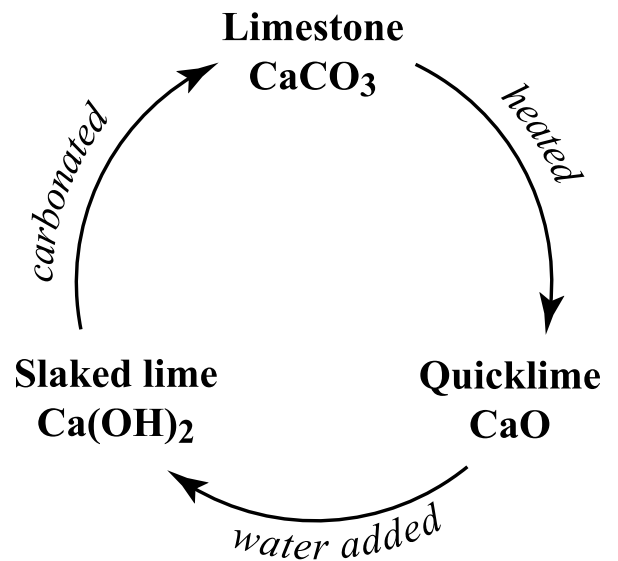 Limestone
CaCO₃
heated
carbonated
Slaked lime
Ca(OH)₂
Quicklime
CaO
water added